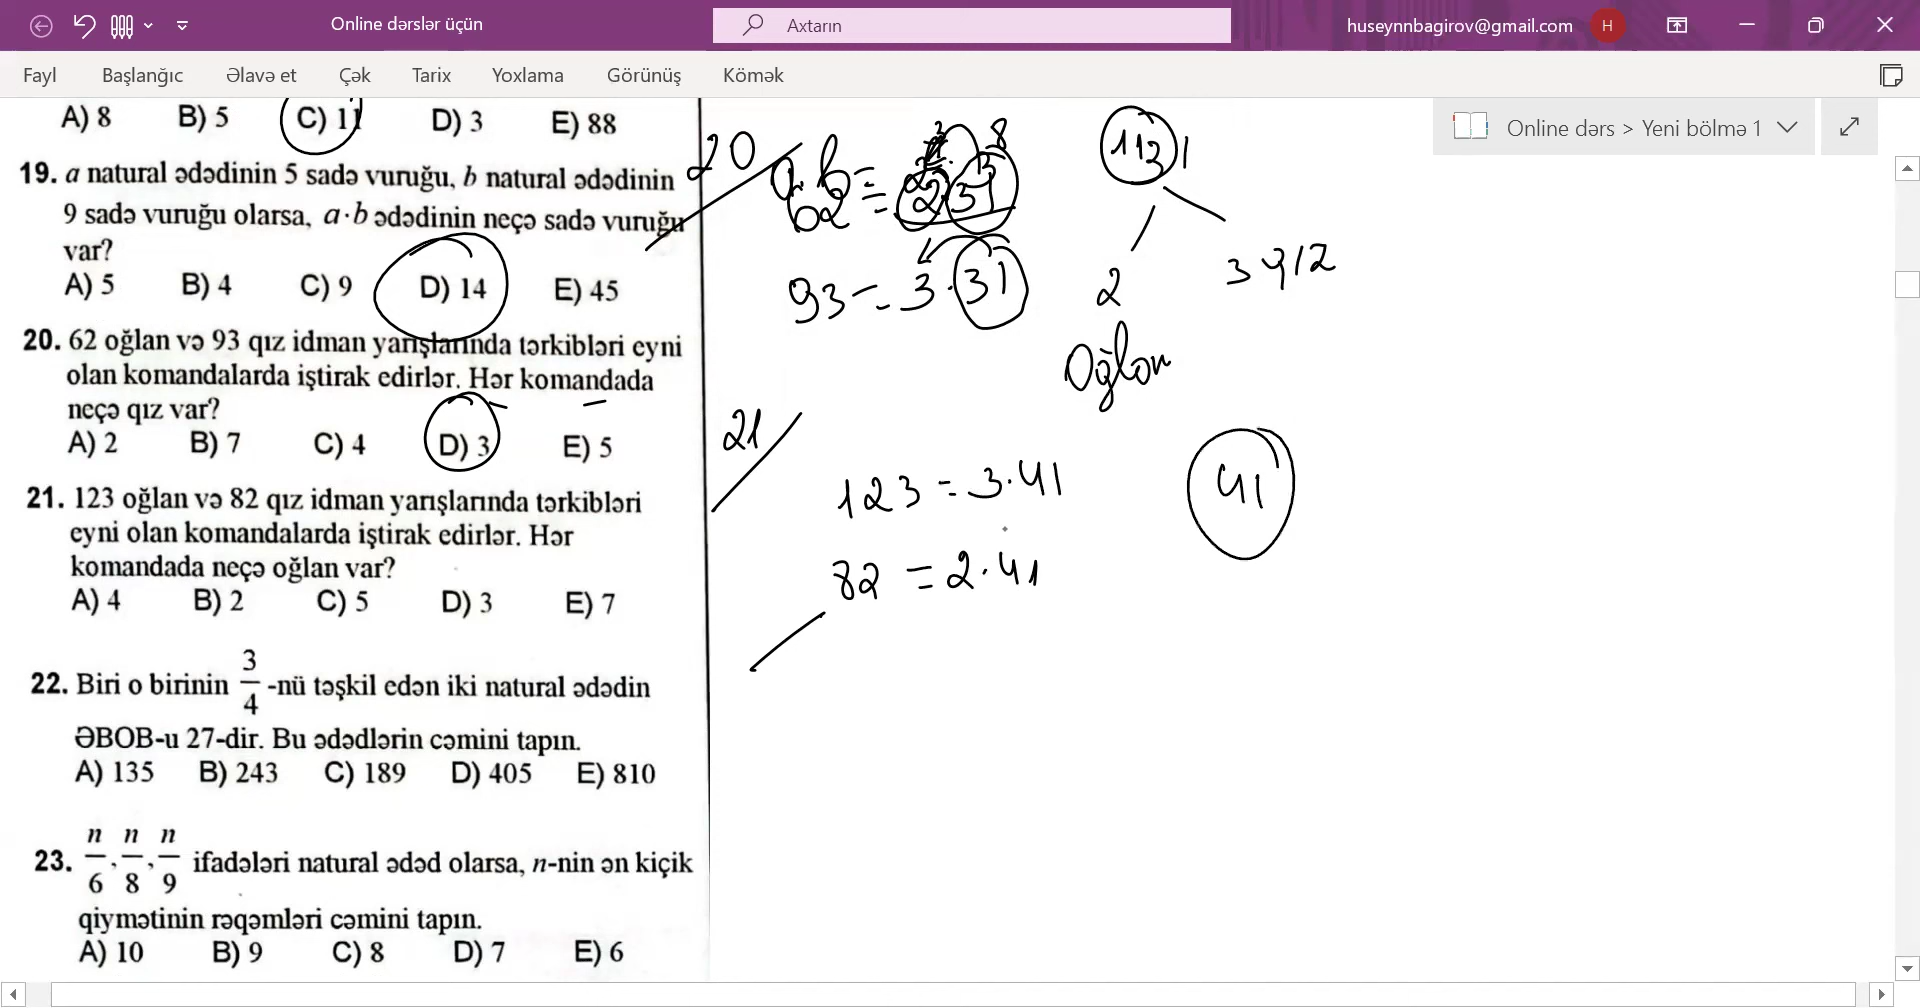 Online dərslər üçün
Axtarın
huseynnbagirov@gmail.com
H
Fayl Başlanğıc Əlavə et Çək Tarix Yoxlama Görünüş Kömək
Online dərs > Yeni bölmə 1
A) 8 B) 5 C) 11 D) 3 E) 88
19. a natural ədədinin 5 sadə vuruğu, b natural ədədinin
9 sadə vuruğu olarsa, a·b ədədinin neçə sadə vuruğu
var?
A) 5 B) 4 C) 9 D) 14 E) 45
20. 62 oğlan və 93 qız idman yarışlarında tərkibləri eyni
olan komandalarda iştirak edirlər. Hər komandada
neçə qız var?
A) 2 B) 7 C) 4 D) 3 E) 5
21. 123 oğlan və 82 qız idman yarışlarında tərkibləri
eyni olan komandalarda iştirak edirlər. Hər
komandada neçə oğlan var?
A) 4 B) 2 C) 5 D) 3 E) 7
22. Biri o birinin 3/4 -nü təşkil edən iki natural ədədin
ƏBOB-u 27-dir. Bu ədədlərin cəmini tapın.
A) 135 B) 243 C) 189 D) 405 E) 810
23. n/6, n/8, n/9 ifadələri natural ədəd olarsa, n-nin ən kiçik
qiymətinin rəqəmləri cəmini tapın.
A) 10 B) 9 C) 8 D) 7 E) 6
20
93 = 3·31
2
Oğlan
21
123 = 3·41
41
82 = 2·41